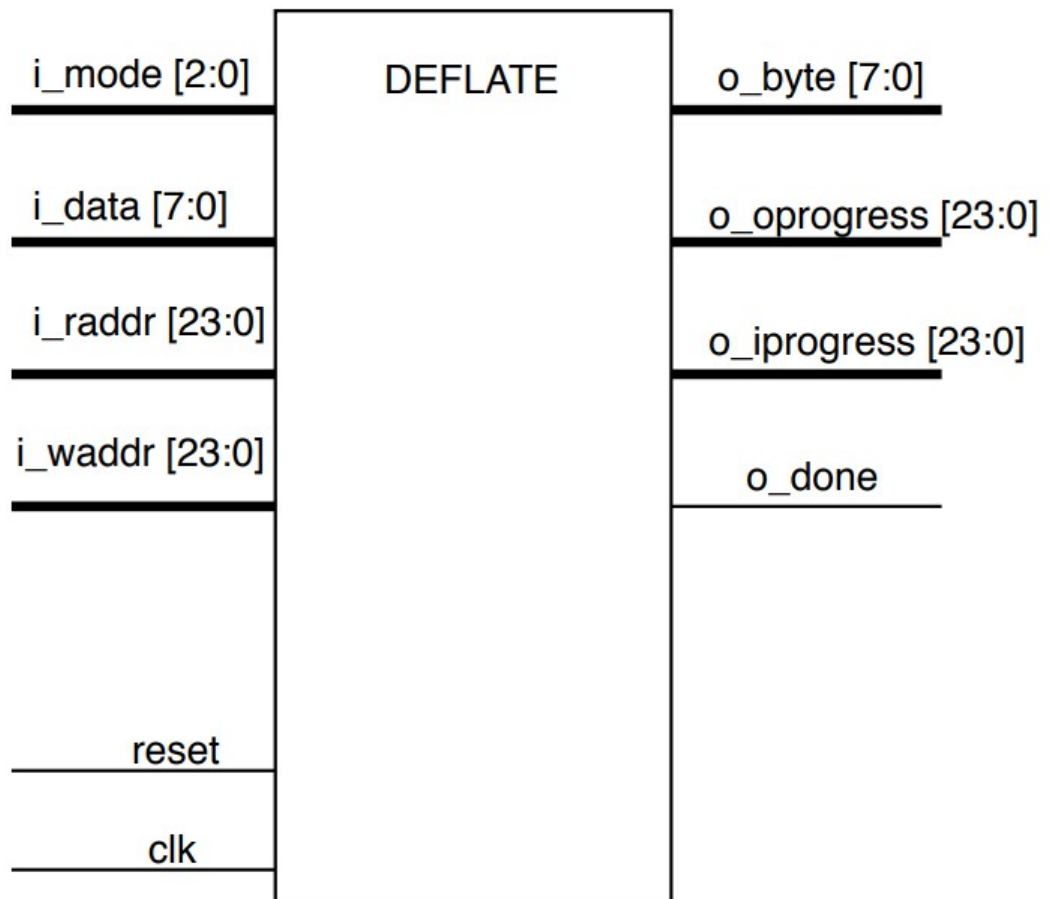 i_mode [2:0]
DEFLATE
o_byte [7:0]
i_data [7:0]
o_oprogress [23:0]
i_raddr [23:0]
o_iprogress [23:0]
i_waddr [23:0]
o_done
reset
clk